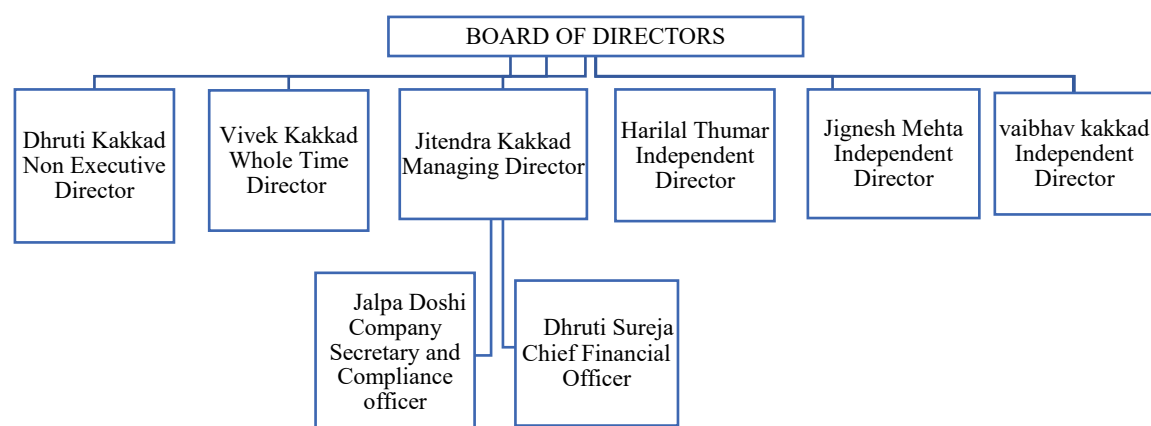 BOARD OF DIRECTORS
Dhruti Kakkad
Non Executive
Director
Vivek Kakkad
Whole Time
Director
Jitendra Kakkad
Managing Director
Harilal Thumar
Independent
Director
Jignesh Mehta
Independent
Director
vaibhav kakkad
Independent
Director
Jalpa Doshi
Company
Secretary and
Compliance
officer
Dhruti Sureja
Chief Financial
Officer